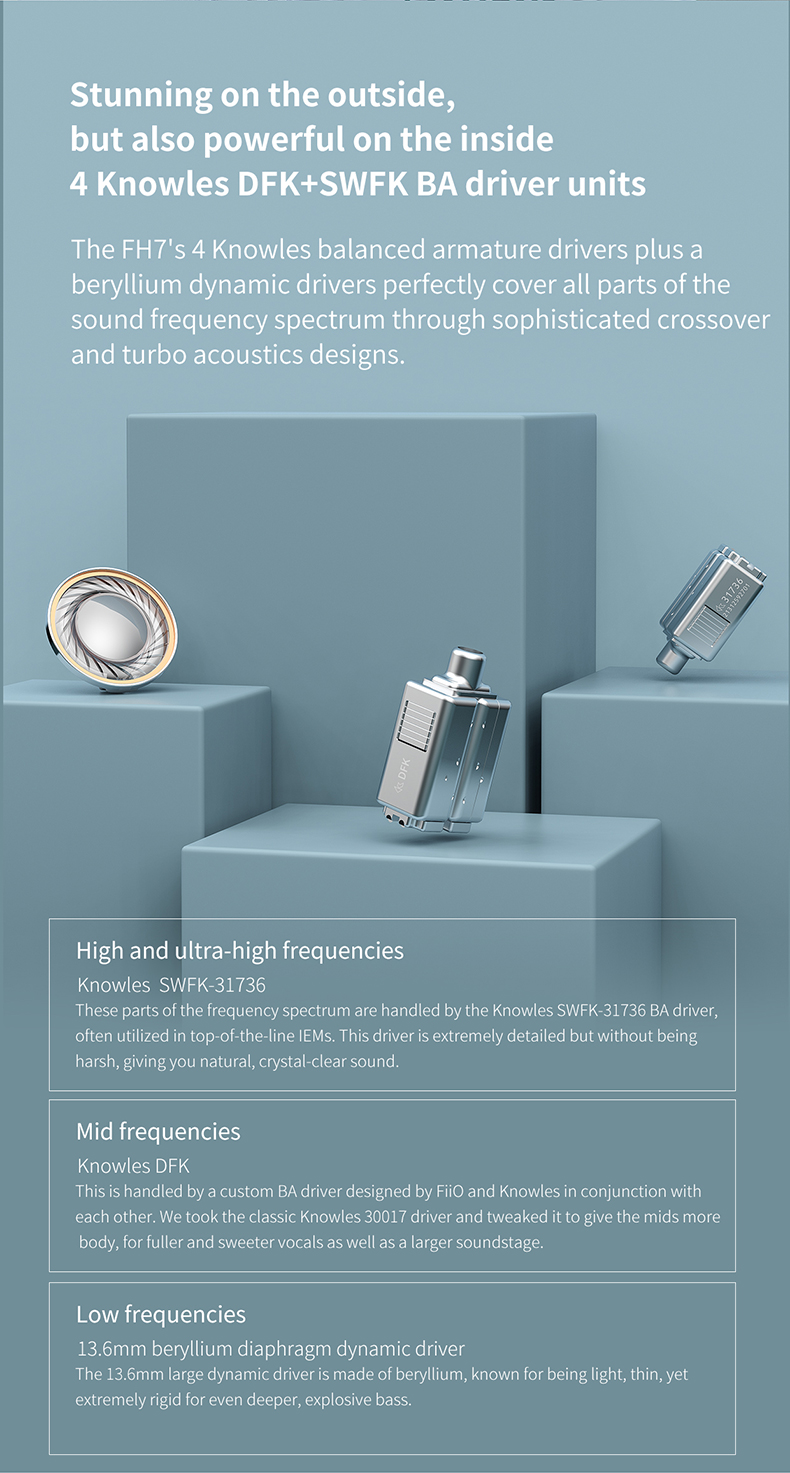 Stunning on the outside,
but also powerful on the inside
4 Knowles DFK+SWFK BA driver units
The FH7's 4 Knowles balanced armature drivers plus a
beryllium dynamic drivers perfectly cover all parts of the
sound frequency spectrum through sophisticated crossover
and turbo acoustics designs.
31736
DFK
High and ultra-high frequencies
Knowles SWFK-31736
These parts of the frequency spectrum are handled by the Knowles SWFK-31736 BA driver,
often utilized in top-of-the-line IEMs. This driver is extremely detailed but without being
harsh, giving you natural, crystal-clear sound.
Mid frequencies
Knowles DFK
This is handled by a custom BA driver designed by FiiO and Knowles in conjunction with
each other. We took the classic Knowles 30017 driver and tweaked it to give the mids more
body, for fuller and sweeter vocals as well as a larger soundstage.
Low frequencies
13.6mm beryllium diaphragm dynamic driver
The 13.6mm large dynamic driver is made of beryllium, known for being light, thin, yet
extremely rigid for even deeper, explosive bass.